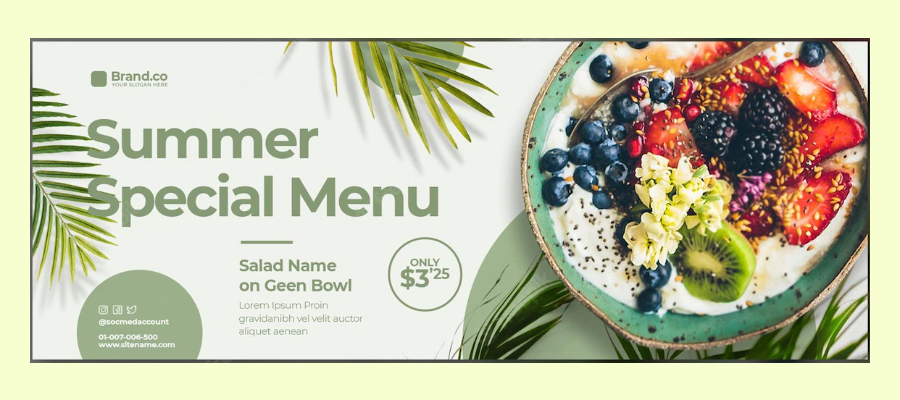 Brand.co
YOUR SLOGAN HERE
Summer
Special Menu
Salad Name
on Geen Bowl
Lorem Ipsum Proin
gravidanibh vel velit auctor
aliquet aenean
ONLY
$3'25
@socmedaccount
01-007-006-500
www.sitename.com